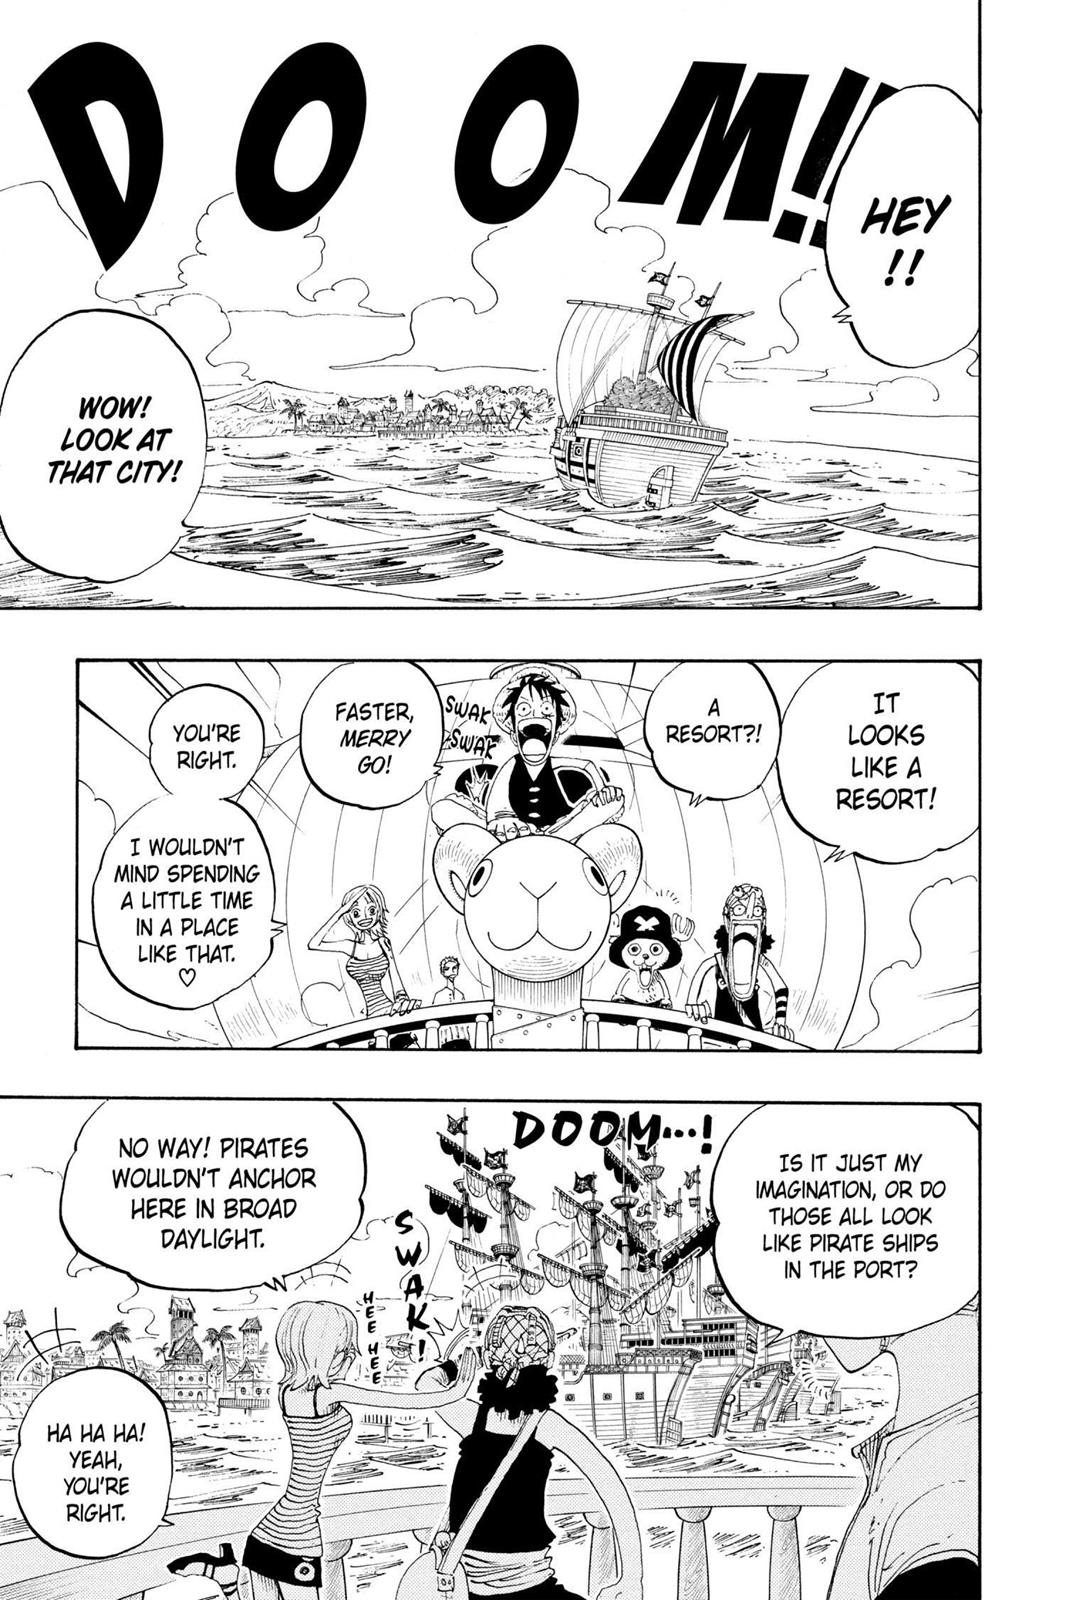 DOOM!!
HEY
!!
WOW!
LOOK AT
THAT CITY!
IT
LOOKS
LIKE A
RESORT!
A
RESORT?!
SWAK
SWAK
FASTER,
MERRY
GO!
YOU'RE
RIGHT.
I WOULDN'T
MIND SPENDING
A LITTLE TIME
IN A PLACE
LIKE THAT.
♡
DOOM...!
IS IT JUST MY
IMAGINATION, OR DO
THOSE ALL LOOK
LIKE PIRATE SHIPS
IN THE PORT?
NO WAY! PIRATES
WOULDN'T ANCHOR
HERE IN BROAD
DAYLIGHT.
SWAK!
HEE HEE
HEE
HA HA HA!
YEAH,
YOU'RE
RIGHT.